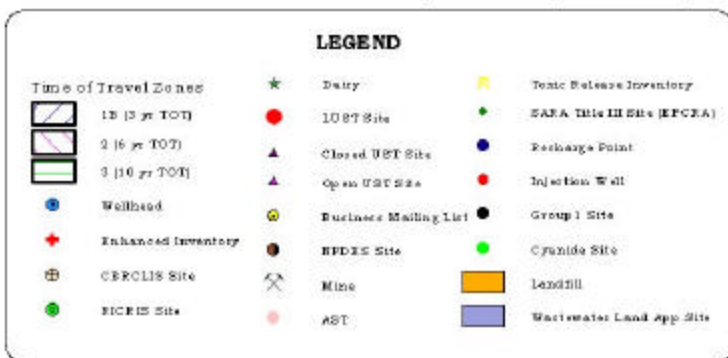 LEGEND
Time of Travel Zones
1B (3 yr TOT)
2 (6 yr TOT)
3 (10 yr TOT)
Wellhead
Enhanced Inventory
CERCLIS Site
RICRIS Site
Dairy
LUST Site
Closed UST Site
Open UST Site
Business Mailing List
NPDES Site
Mine
AST
Toxic Release Inventory
SARA Title III Site (EPCRA)
Recharge Point
Injection Well
Group 1 Site
Cyanide Site
Landfill
Wastewater Land App Site